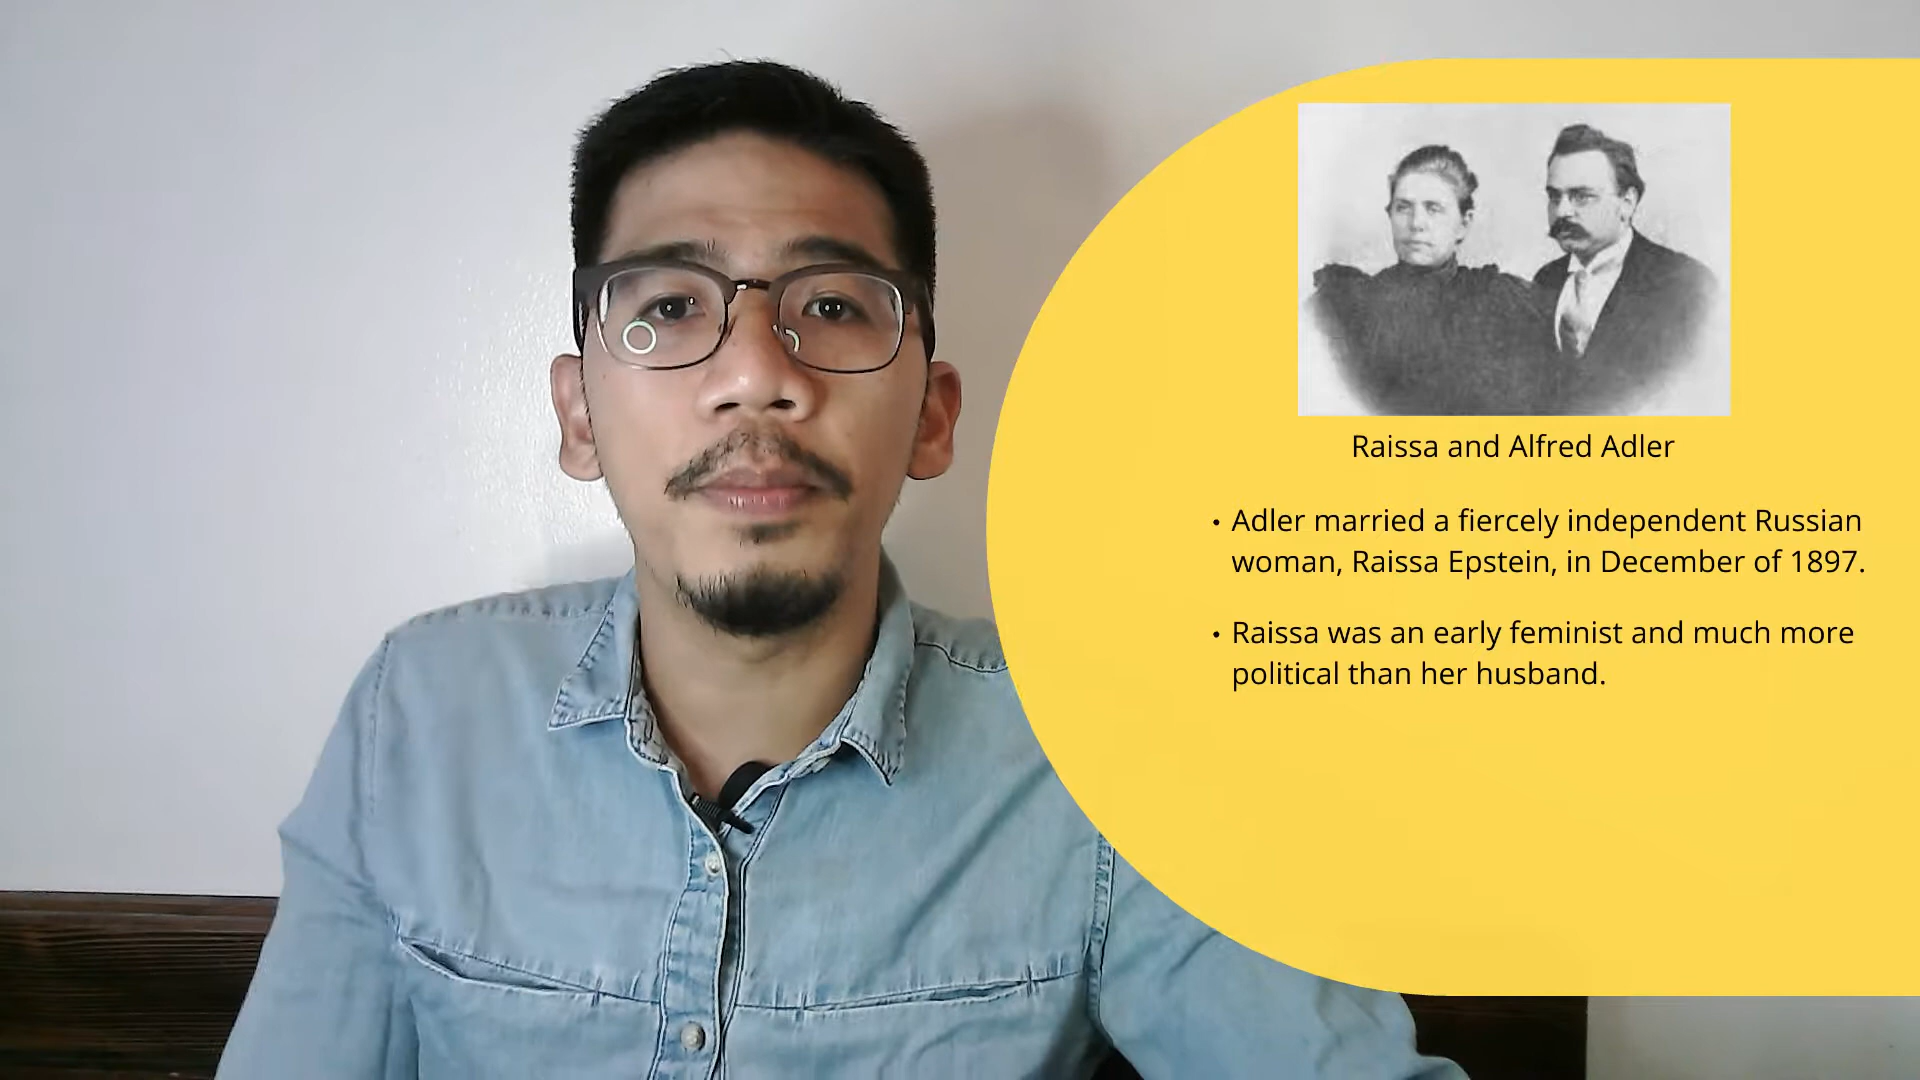 Raissa and Alfred Adler
• Adler married a fiercely independent Russian
woman, Raissa Epstein, in December of 1897.
• Raissa was an early feminist and much more
political than her husband.